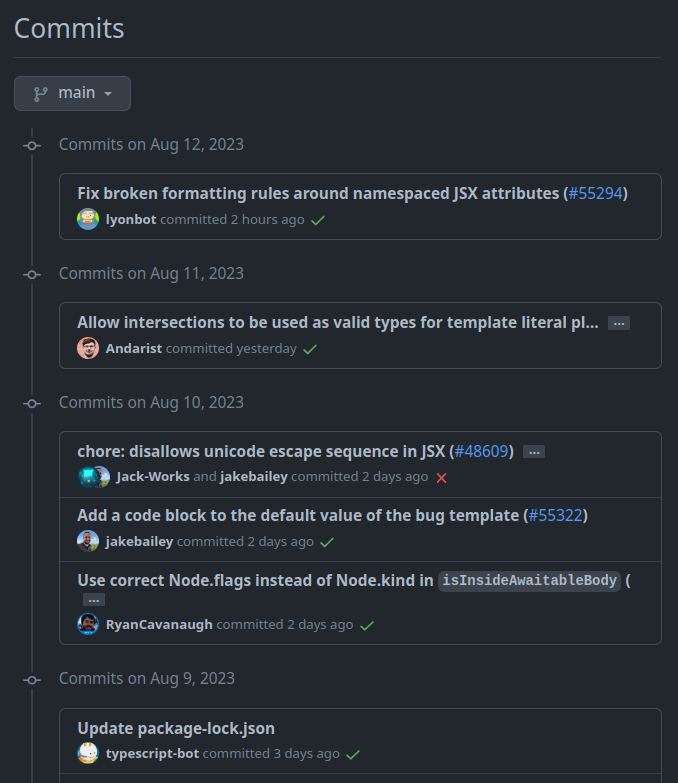 Commits
main
Commits on Aug 12, 2023
Fix broken formatting rules around namespaced JSX attributes (#55294)
lyonbot committed 2 hours ago
Commits on Aug 11, 2023
Allow intersections to be used as valid types for template literal pl... ...
Andarist committed yesterday
Commits on Aug 10, 2023
chore: disallows unicode escape sequence in JSX (#48609) ...
Jack-Works and jakebailey committed 2 days ago
Add a code block to the default value of the bug template (#55322)
jakebailey committed 2 days ago
Use correct Node.flags instead of Node.kind in isInsideAwaitableBody (
...
RyanCavanaugh committed 2 days ago
Commits on Aug 9, 2023
Update package-lock.json
typescript-bot committed 3 days ago